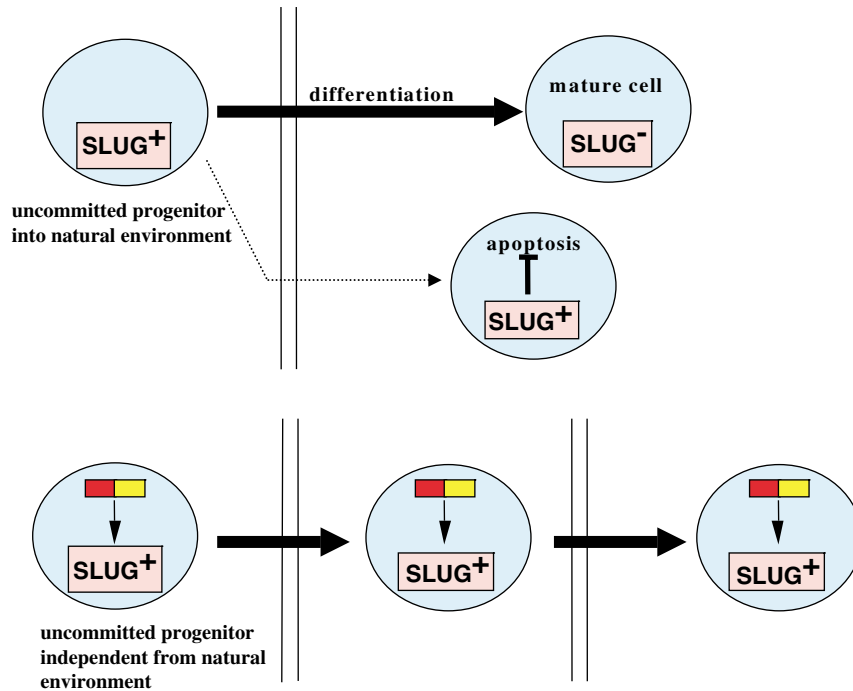 differentiation
mature cell
SLUG+
SLUG-
uncommitted progenitor
into natural environment
apoptosis
SLUG+
SLUG+
SLUG+
SLUG+
uncommitted progenitor
independent from natural
environment